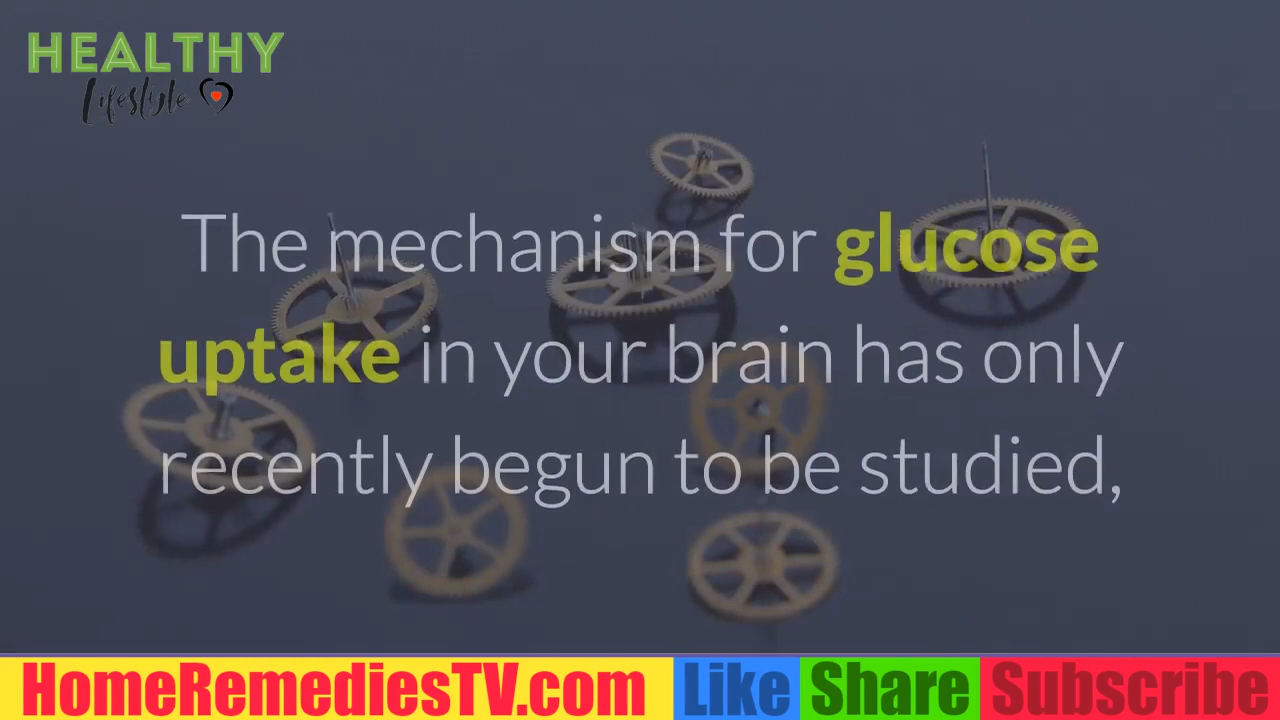 HEALTHY
Lifestyle
The mechanism for glucose
uptake in your brain has only
recently begun to be studied,
HomeRemediesTV.com Like Share Subscribe